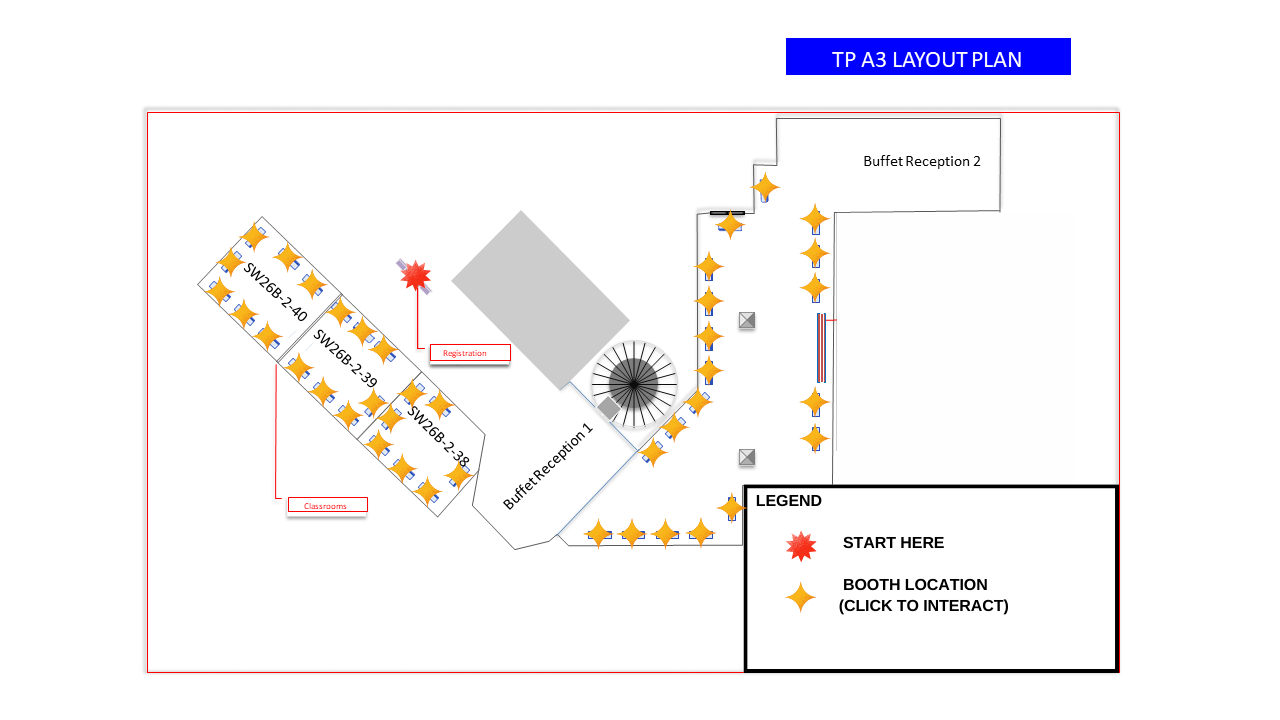 TP A3 LAYOUT PLAN
Buffet Reception 2
SW26B-2-40
SW26B-2-39
Registration
SW26B-2-38
Buffet Reception 1
Classrooms
LEGEND
START HERE
BOOTH LOCATION
(CLICK TO INTERACT)